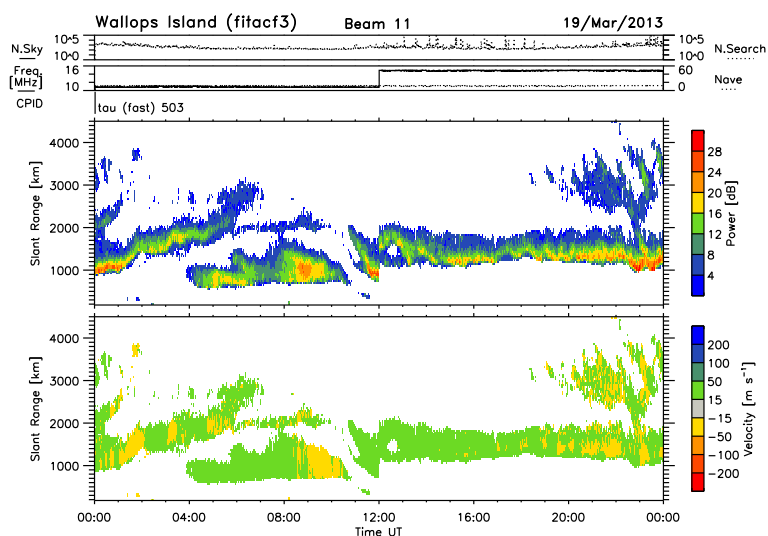 Wallops Island (fitacf3) Beam 11 19/Mar/2013
N.Sky 10^5 10^0 10^5 10^0 N.Search
Freq. [MHz] 16 10 60 0 Nave
CPID tau (fast) 503
Slant Range [km] 4000 3000 2000 1000
Power [dB] 28 24 20 16 12 8 4
Slant Range [km] 4000 3000 2000 1000
Velocity [m s⁻¹] 200 100 50 15 -15 -50 -100 -200
00:00 04:00 08:00 12:00 16:00 20:00 00:00
Time UT